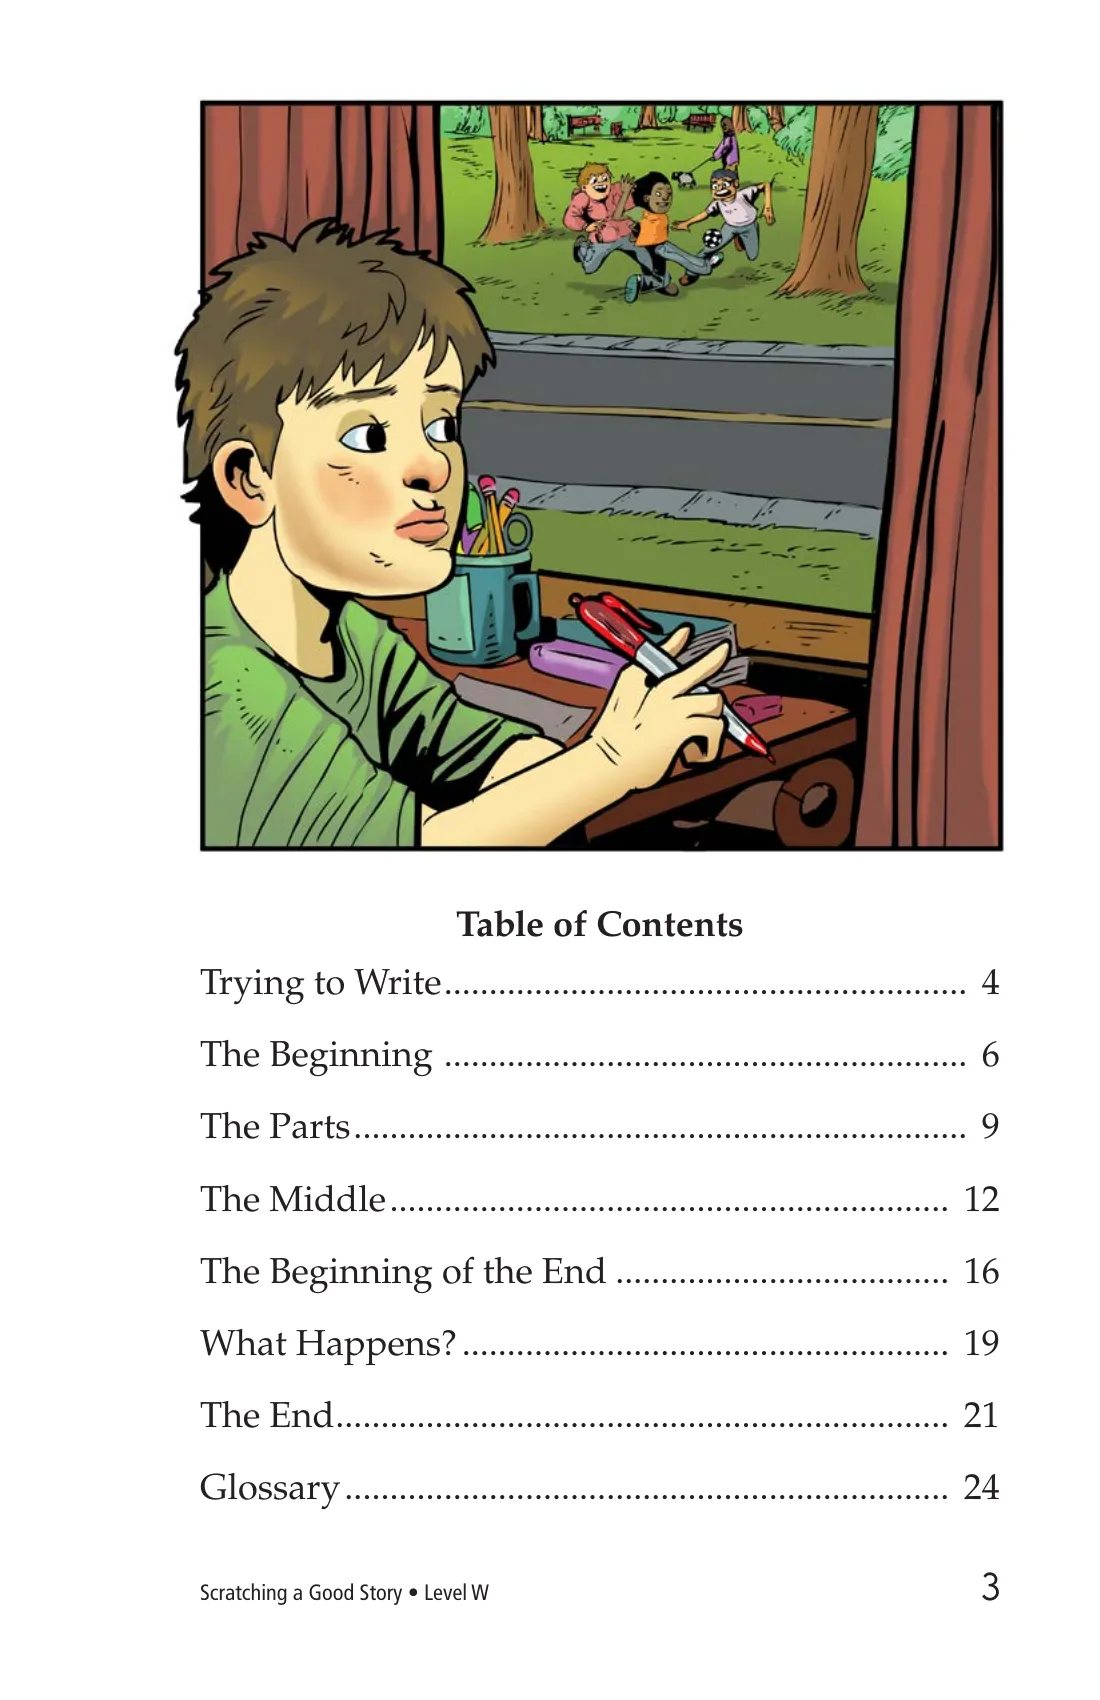 Table of Contents
Trying to Write.......................................................... 4
The Beginning .......................................................... 6
The Parts.................................................................... 9
The Middle.............................................................. 12
The Beginning of the End ..................................... 16
What Happens?...................................................... 19
The End.................................................................... 21
Glossary................................................................... 24
Scratching a Good Story • Level W 3